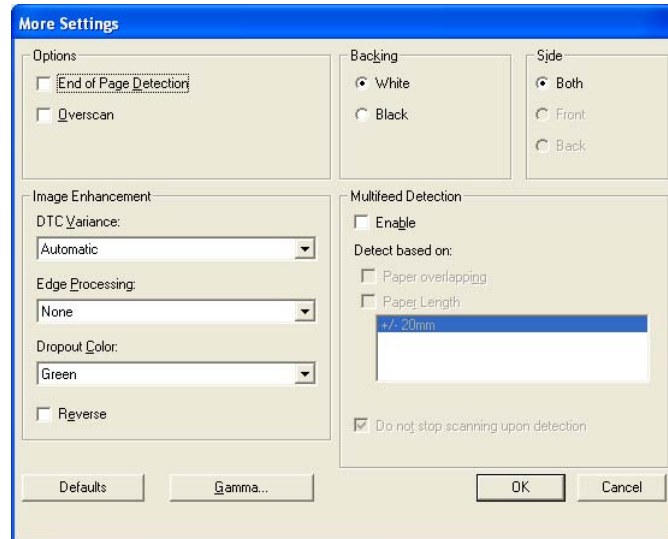 More Settings
Options
End of Page Detection
Overscan
Backing
White
Black
Side
Both
Front
Back
Image Enhancement
DTC Variance:
Automatic
Edge Processing:
None
Dropout Color:
Green
Reverse
Multifeed Detection
Enable
Detect based on:
Paper overlapping
Paper Length
+/- 20mm
Do not stop scanning upon detection
Defaults
Gamma...
OK
Cancel